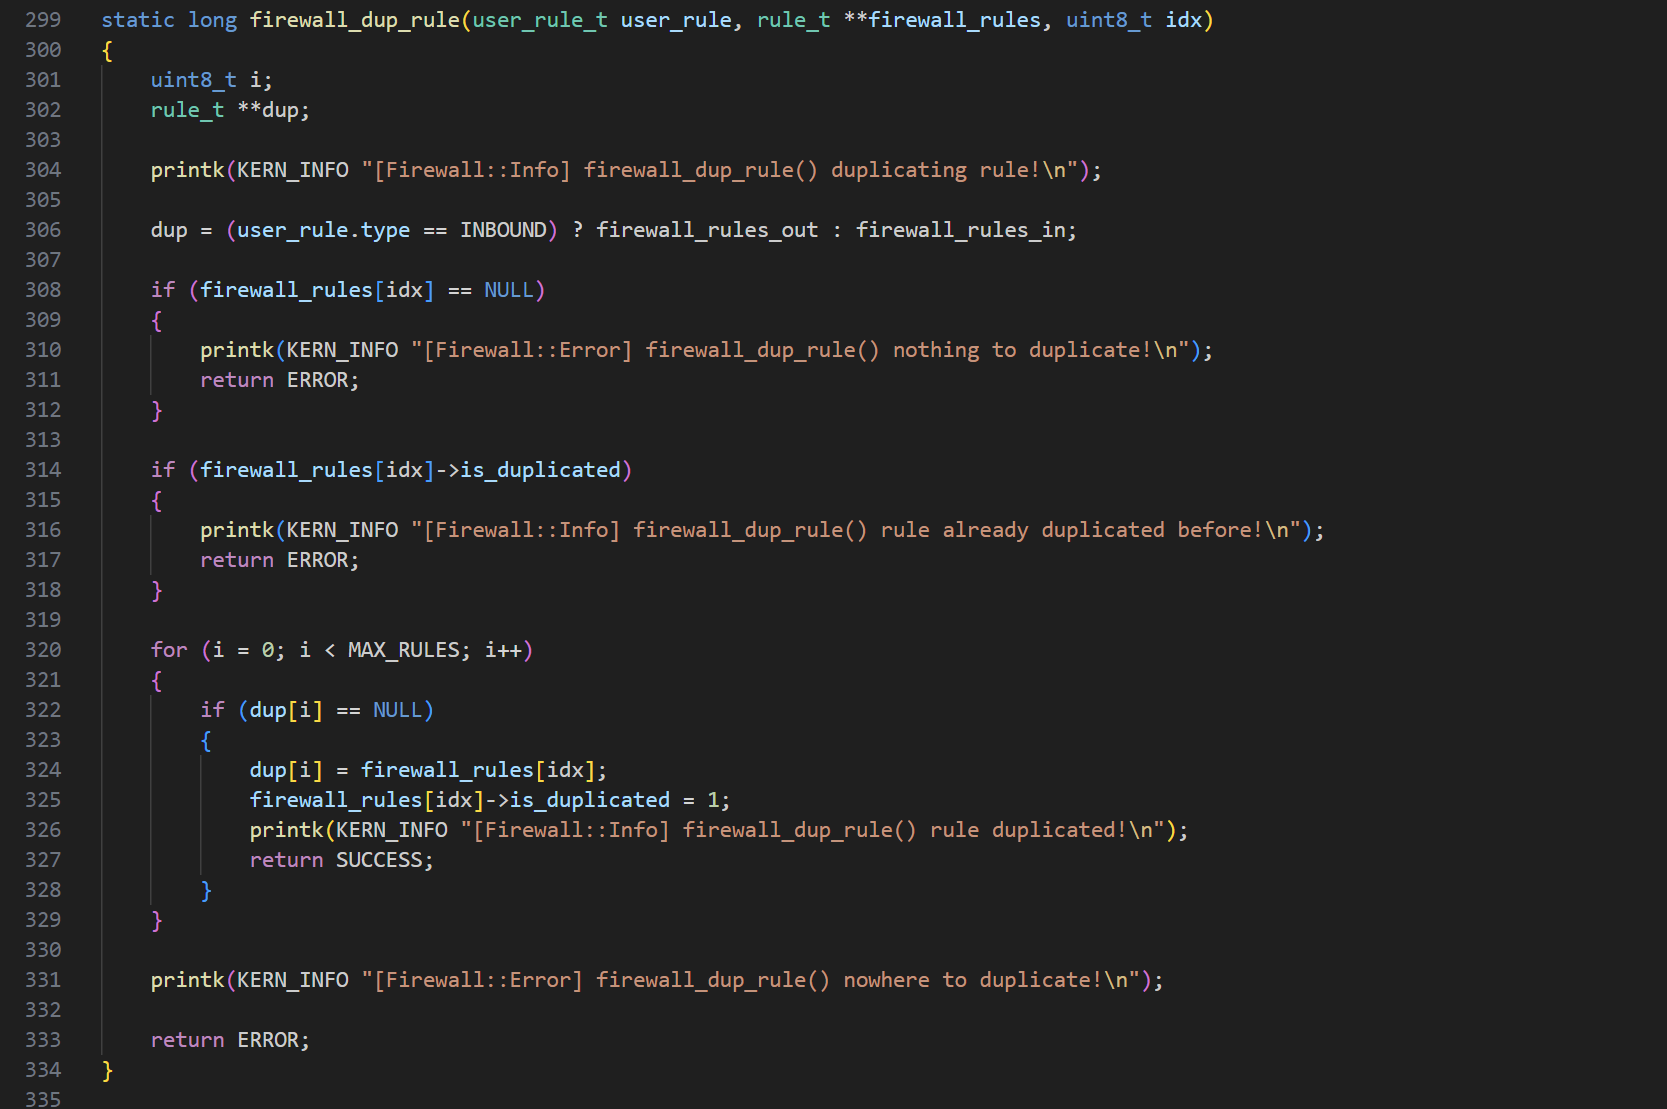 299 static long firewall_dup_rule(user_rule_t user_rule, rule_t **firewall_rules, uint8_t idx)
300 {
301     uint8_t i;
302     rule_t **dup;
303
304     printk(KERN_INFO "[Firewall::Info] firewall_dup_rule() duplicating rule!\n");
305
306     dup = (user_rule.type == INBOUND) ? firewall_rules_out : firewall_rules_in;
307
308     if (firewall_rules[idx] == NULL)
309     {
310         printk(KERN_INFO "[Firewall::Error] firewall_dup_rule() nothing to duplicate!\n");
311         return ERROR;
312     }
313
314     if (firewall_rules[idx]->is_duplicated)
315     {
316         printk(KERN_INFO "[Firewall::Info] firewall_dup_rule() rule already duplicated before!\n");
317         return ERROR;
318     }
319
320     for (i = 0; i < MAX_RULES; i++)
321     {
322         if (dup[i] == NULL)
323         {
324             dup[i] = firewall_rules[idx];
325             firewall_rules[idx]->is_duplicated = 1;
326             printk(KERN_INFO "[Firewall::Info] firewall_dup_rule() rule duplicated!\n");
327             return SUCCESS;
328         }
329     }
330
331     printk(KERN_INFO "[Firewall::Error] firewall_dup_rule() nowhere to duplicate!\n");
332
333     return ERROR;
334 }
335